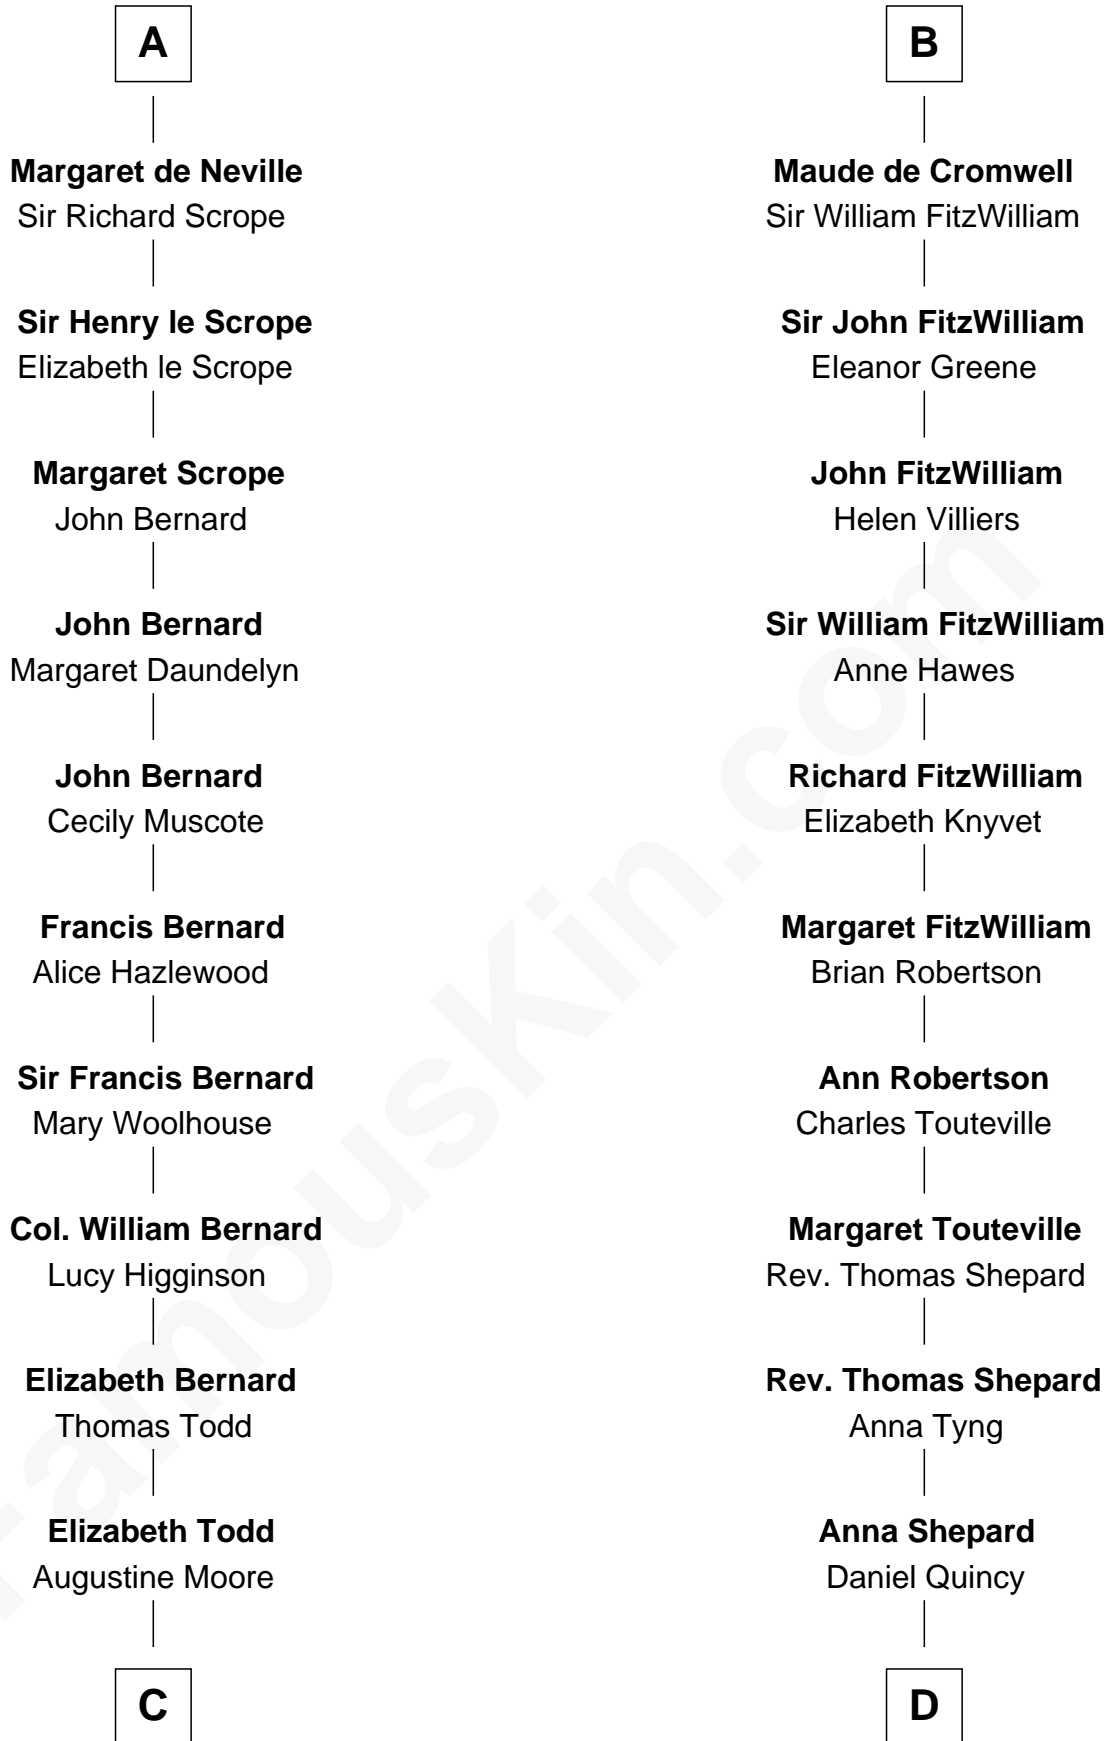 A
Margaret de Neville
Sir Richard Scrope
Sir Henry le Scrope
Elizabeth le Scrope
Margaret Scrope
John Bernard
John Bernard
Margaret Daundelyn
John Bernard
Cecily Muscote
Francis Bernard
Alice Hazlewood
Sir Francis Bernard
Mary Woolhouse
Col. William Bernard
Lucy Higginson
Elizabeth Bernard
Thomas Todd
Elizabeth Todd
Augustine Moore
C
B
Maude de Cromwell
Sir William FitzWilliam
Sir John FitzWilliam
Eleanor Greene
John FitzWilliam
Helen Villiers
Sir William FitzWilliam
Anne Hawes
Richard FitzWilliam
Elizabeth Knyvet
Margaret FitzWilliam
Brian Robertson
Ann Robertson
Charles Touteville
Margaret Touteville
Rev. Thomas Shepard
Rev. Thomas Shepard
Anna Tyng
Anna Shepard
Daniel Quincy
D
FamousKin.com